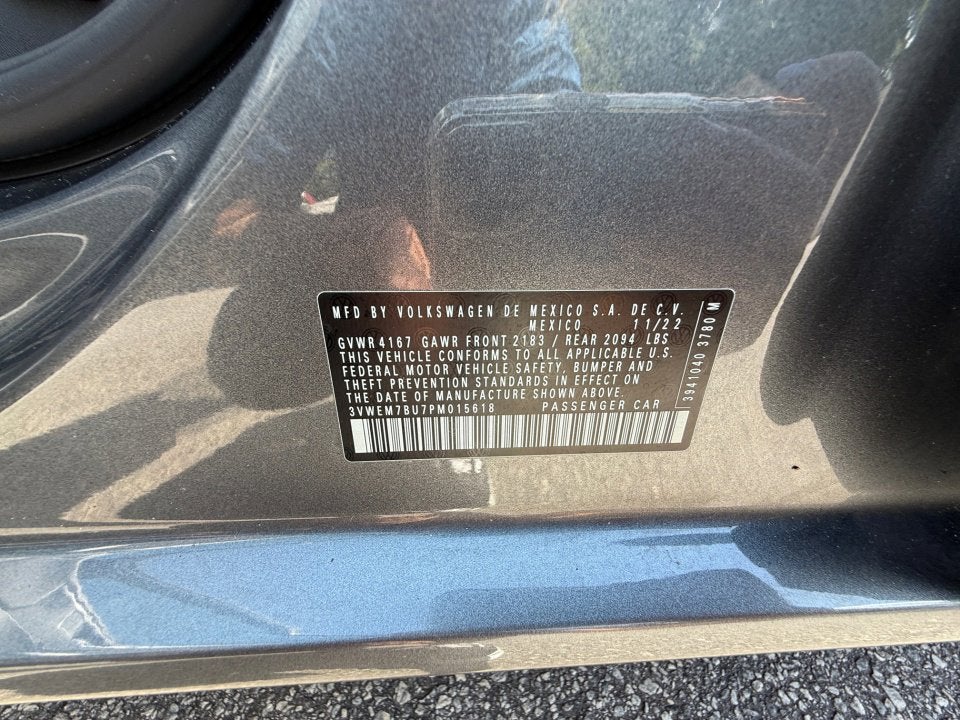 MFD BY VOLKSWAGEN DE MEXICO S.A. DE C.V.
MEXICO 11/22
GVWR 4167 GAWR FRONT 2183 / REAR 2094 LBS
THIS VEHICLE CONFORMS TO ALL APPLICABLE U.S.
FEDERAL MOTOR VEHICLE SAFETY, BUMPER AND
THEFT PREVENTION STANDARDS IN EFFECT ON
THE DATE OF MANUFACTURE SHOWN ABOVE.
3VWEM7BU7PM015618 PASSENGER CAR
3941040 3780 M